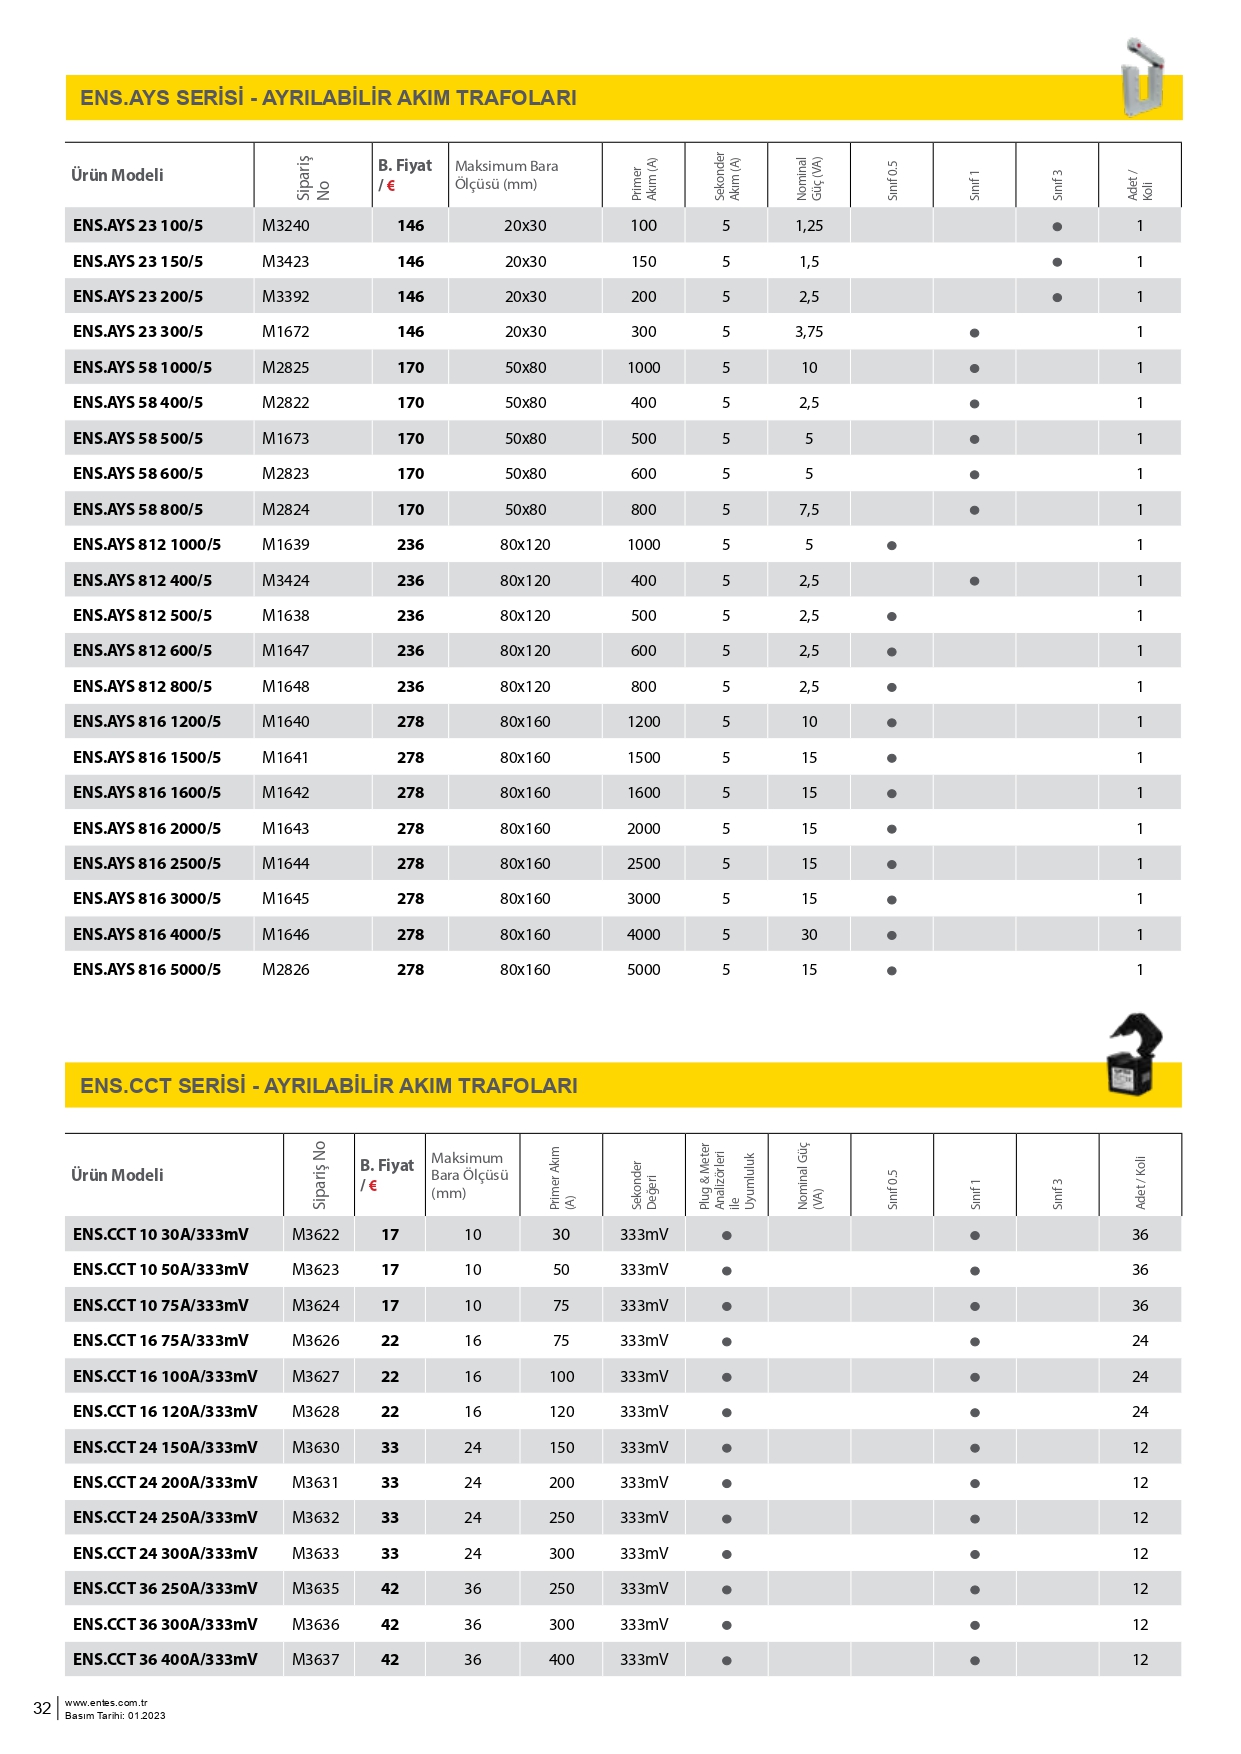 ENS.AYS SERİSİ - AYRILABİLİR AKIM TRAFOLARI
Ürün Modeli Sipariş No B. Fiyat / € Maksimum Bara Ölçüsü (mm) Primer Akım (A) Sekonder Akım (A) Nominal Güç (VA) Sınıf 0.5 Sınıf 1 Sınıf 3 Adet / Koli
ENS.AYS 23 100/5 M3240 146 20x30 100 5 1,25 ● 1
ENS.AYS 23 150/5 M3423 146 20x30 150 5 1,5 ● 1
ENS.AYS 23 200/5 M3392 146 20x30 200 5 2,5 ● 1
ENS.AYS 23 300/5 M1672 146 20x30 300 5 3,75 ● 1
ENS.AYS 58 1000/5 M2825 170 50x80 1000 5 10 ● 1
ENS.AYS 58 400/5 M2822 170 50x80 400 5 2,5 ● 1
ENS.AYS 58 500/5 M1673 170 50x80 500 5 5 ● 1
ENS.AYS 58 600/5 M2823 170 50x80 600 5 5 ● 1
ENS.AYS 58 800/5 M2824 170 50x80 800 5 7,5 ● 1
ENS.AYS 812 1000/5 M1639 236 80x120 1000 5 5 ● 1
ENS.AYS 812 400/5 M3424 236 80x120 400 5 2,5 ● 1
ENS.AYS 812 500/5 M1638 236 80x120 500 5 2,5 ● 1
ENS.AYS 812 600/5 M1647 236 80x120 600 5 2,5 ● 1
ENS.AYS 812 800/5 M1648 236 80x120 800 5 2,5 ● 1
ENS.AYS 816 1200/5 M1640 278 80x160 1200 5 10 ● 1
ENS.AYS 816 1500/5 M1641 278 80x160 1500 5 15 ● 1
ENS.AYS 816 1600/5 M1642 278 80x160 1600 5 15 ● 1
ENS.AYS 816 2000/5 M1643 278 80x160 2000 5 15 ● 1
ENS.AYS 816 2500/5 M1644 278 80x160 2500 5 15 ● 1
ENS.AYS 816 3000/5 M1645 278 80x160 3000 5 15 ● 1
ENS.AYS 816 4000/5 M1646 278 80x160 4000 5 30 ● 1
ENS.AYS 816 5000/5 M2826 278 80x160 5000 5 15 ● 1
ENS.CCT SERİSİ - AYRILABİLİR AKIM TRAFOLARI
Ürün Modeli Sipariş No B. Fiyat / € Maksimum Bara Ölçüsü (mm) Primer Akım (A) Sekonder Değeri Plug & Meter Analizörleri ile Uyumluluk Nominal Güç (VA) Sınıf 0.5 Sınıf 1 Sınıf 3 Adet / Koli
ENS.CCT 10 30A/333mV M3622 17 10 30 333mV ● ● 36
ENS.CCT 10 50A/333mV M3623 17 10 50 333mV ● ● 36
ENS.CCT 10 75A/333mV M3624 17 10 75 333mV ● ● 36
ENS.CCT 16 75A/333mV M3626 22 16 75 333mV ● ● 24
ENS.CCT 16 100A/333mV M3627 22 16 100 333mV ● ● 24
ENS.CCT 16 120A/333mV M3628 22 16 120 333mV ● ● 24
ENS.CCT 24 150A/333mV M3630 33 24 150 333mV ● ● 12
ENS.CCT 24 200A/333mV M3631 33 24 200 333mV ● ● 12
ENS.CCT 24 250A/333mV M3632 33 24 250 333mV ● ● 12
ENS.CCT 24 300A/333mV M3633 33 24 300 333mV ● ● 12
ENS.CCT 36 250A/333mV M3635 42 36 250 333mV ● ● 12
ENS.CCT 36 300A/333mV M3636 42 36 300 333mV ● ● 12
ENS.CCT 36 400A/333mV M3637 42 36 400 333mV ● ● 12
32
www.entes.com.tr
Basım Tarihi: 01.2023